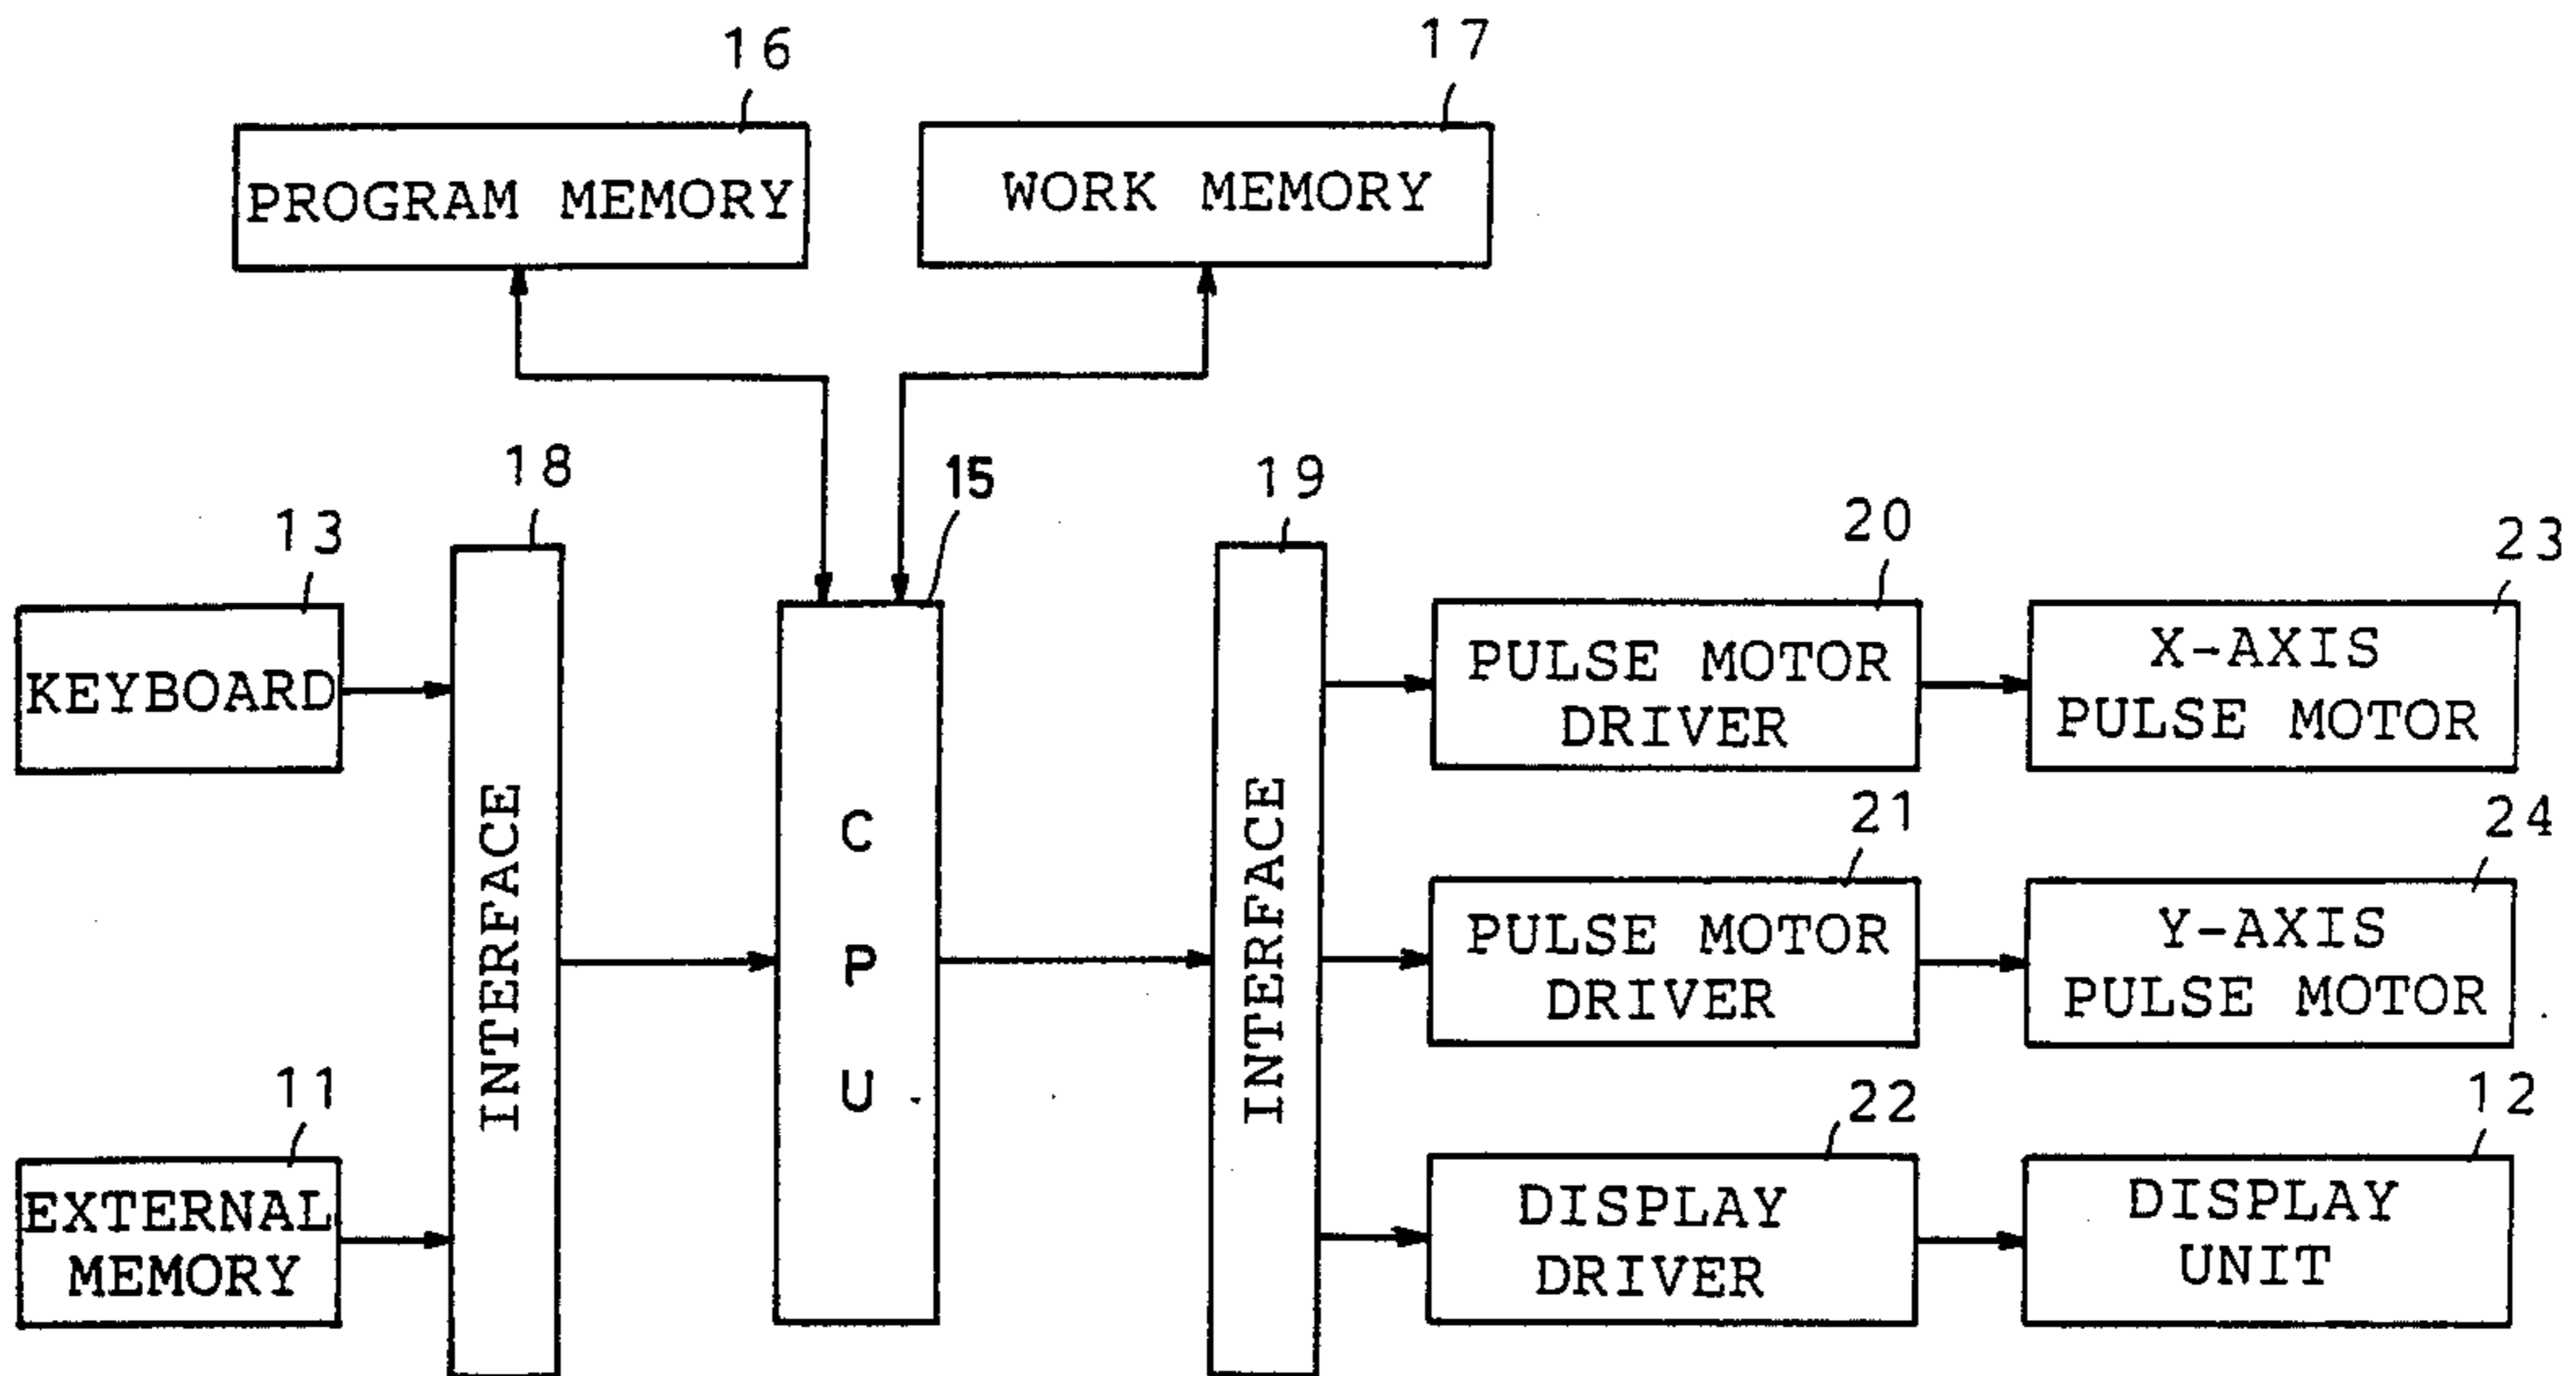 16
17
PROGRAM MEMORY
WORK MEMORY
18
15
19
13
20
23
KEYBOARD
INTERFACE
C
P
U
INTERFACE
PULSE MOTOR
DRIVER
X-AXIS
PULSE MOTOR
21
24
PULSE MOTOR
DRIVER
Y-AXIS
PULSE MOTOR
11
22
12
EXTERNAL
MEMORY
DISPLAY
DRIVER
DISPLAY
UNIT